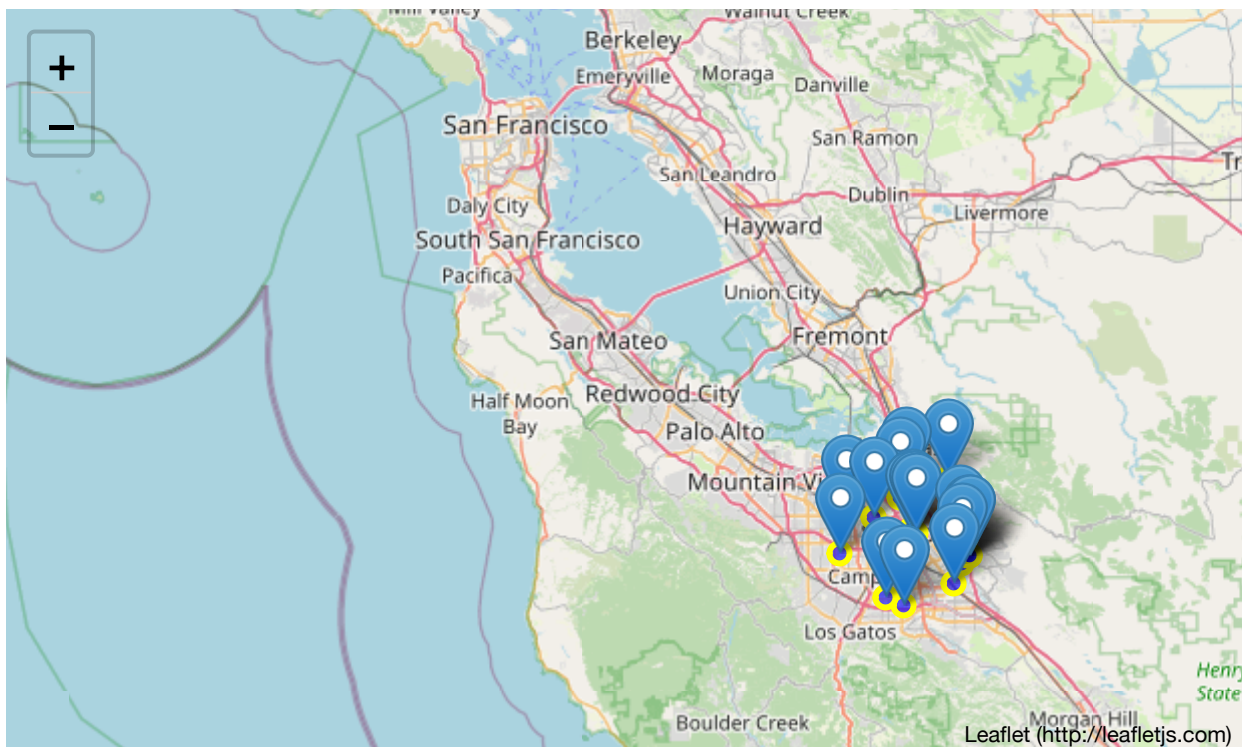 Mill Valley
Walnut Creek
+
Berkeley
Emeryville
Moraga
Danville
−
San Francisco
San Ramon
Tr
San Leandro
Dublin
Daly City
Livermore
Hayward
South San Francisco
Pacifica
Union City
Fremont
San Mateo
Redwood City
Half Moon
Bay
Palo Alto
Mountain Vi
Camp
Los Gatos
Henry
State
Boulder Creek
Morgan Hill
Leaflet (http://leafletjs.com)